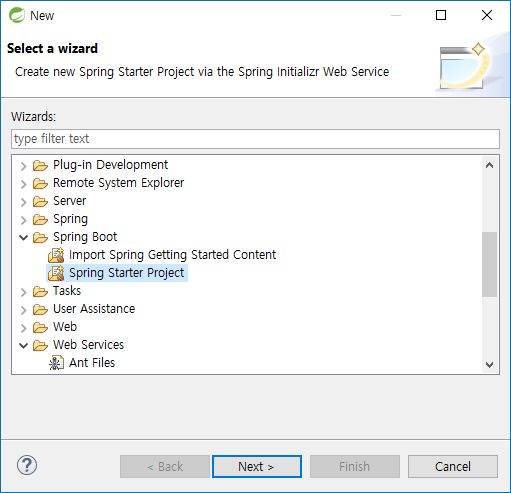 New
Select a wizard
Create new Spring Starter Project via the Spring Initializr Web Service
Wizards:
type filter text
Plug-in Development
Remote System Explorer
Server
Spring
Spring Boot
Import Spring Getting Started Content
Spring Starter Project
Tasks
User Assistance
Web
Web Services
Ant Files
?
< Back
Next >
Finish
Cancel